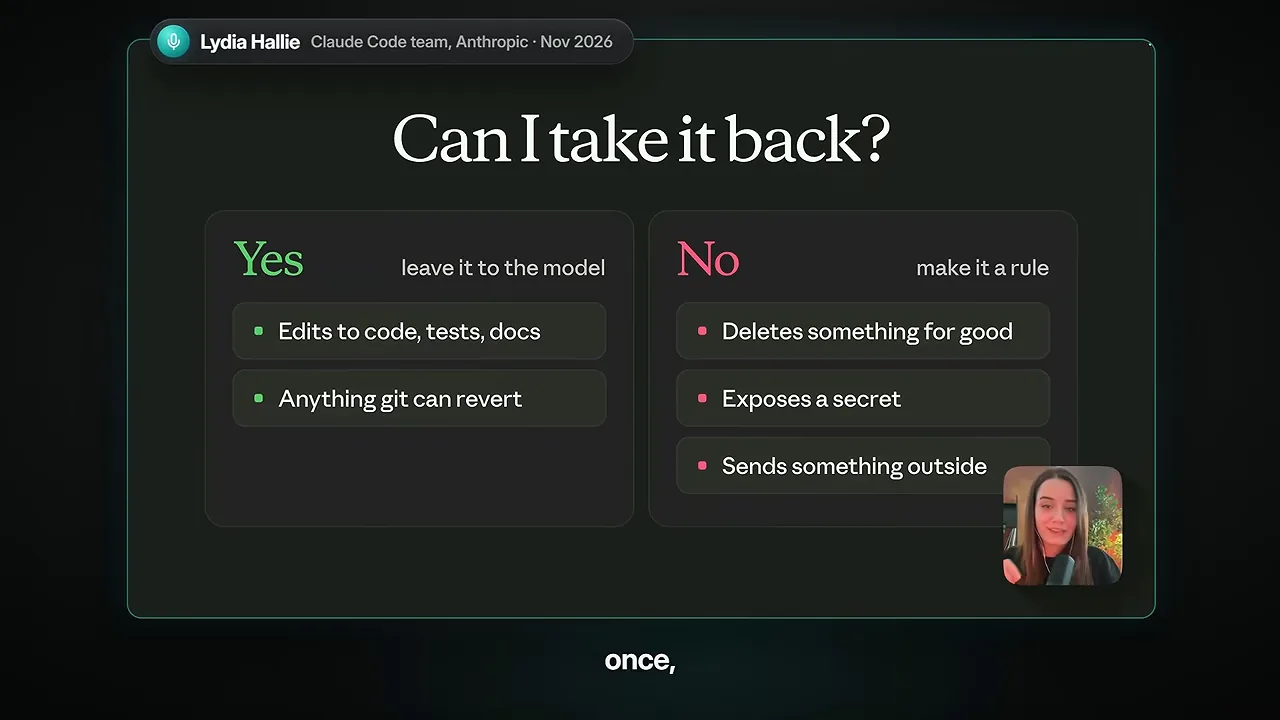 Lydia Hallie Claude Code team, Anthropic · Nov 2026
Can I take it back?
Yes leave it to the model
Edits to code, tests, docs
Anything git can revert
No make it a rule
Deletes something for good
Exposes a secret
Sends something outside
once,